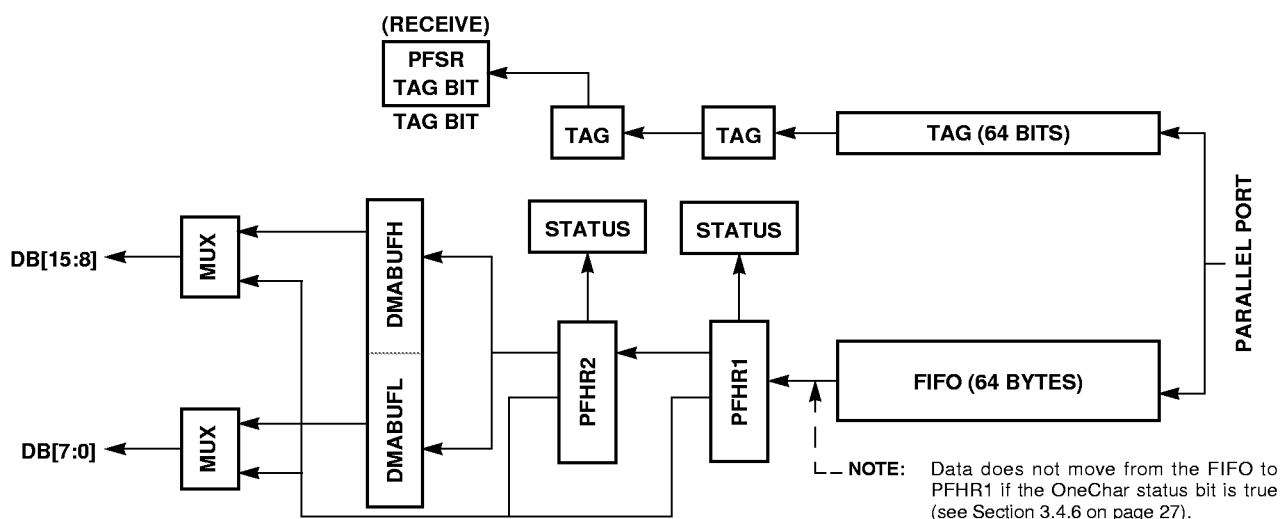 (RECEIVE)
PFSR
TAG BIT
TAG BIT
TAG
TAG
TAG (64 BITS)
STATUS
STATUS
PARALLEL PORT
DB[15:8]
MUX
DMABUFH
PFHR2
PFHR1
FIFO (64 BYTES)
DB[7:0]
MUX
DMABUFL
NOTE: Data does not move from the FIFO to
PFHR1 if the OneChar status bit is true
(see Section 3.4.6 on page 27).